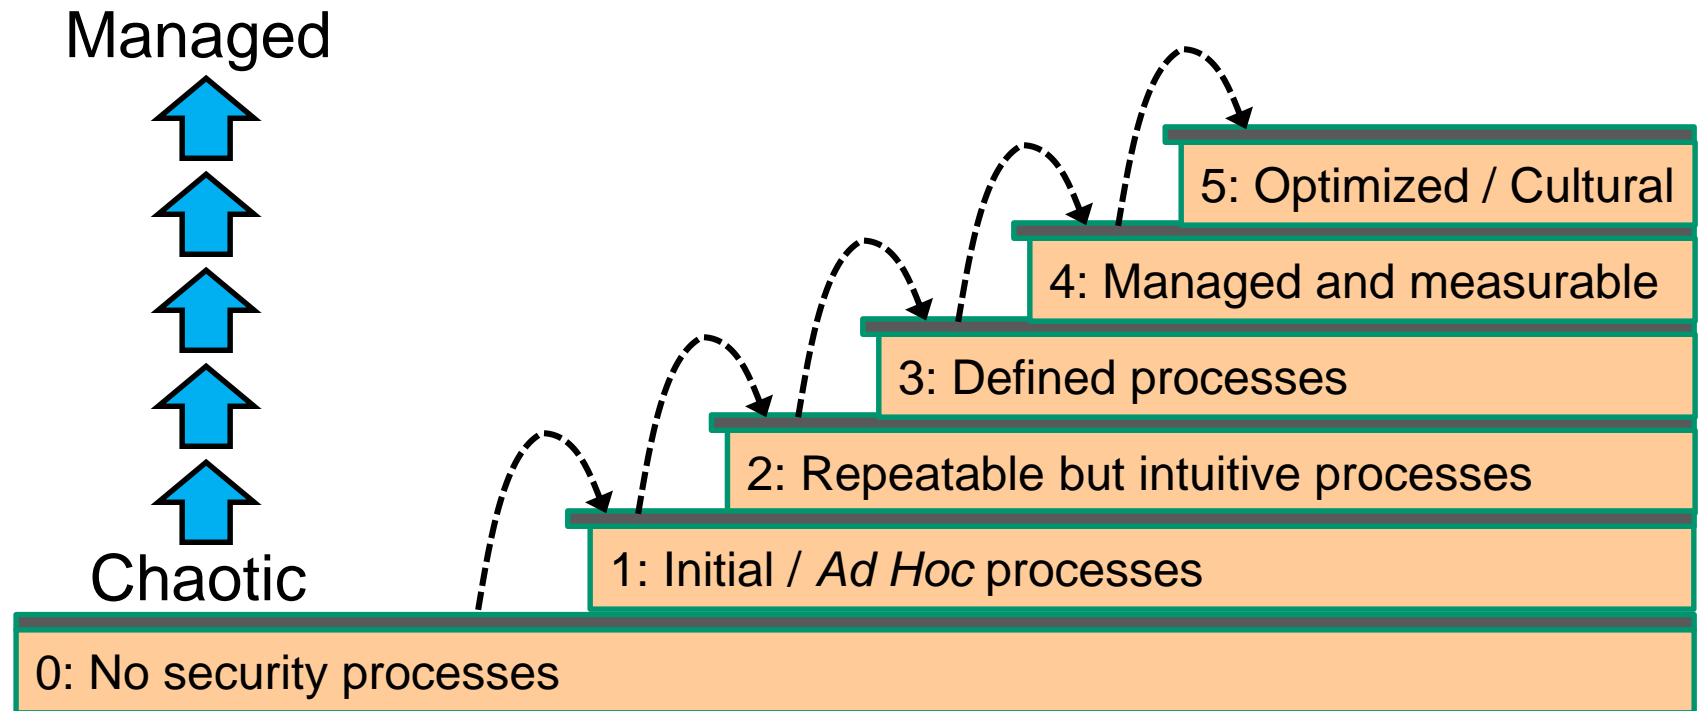 Managed
5: Optimized / Cultural
4: Managed and measurable
3: Defined processes
2: Repeatable but intuitive processes
1: Initial / Ad Hoc processes
Chaotic
0: No security processes